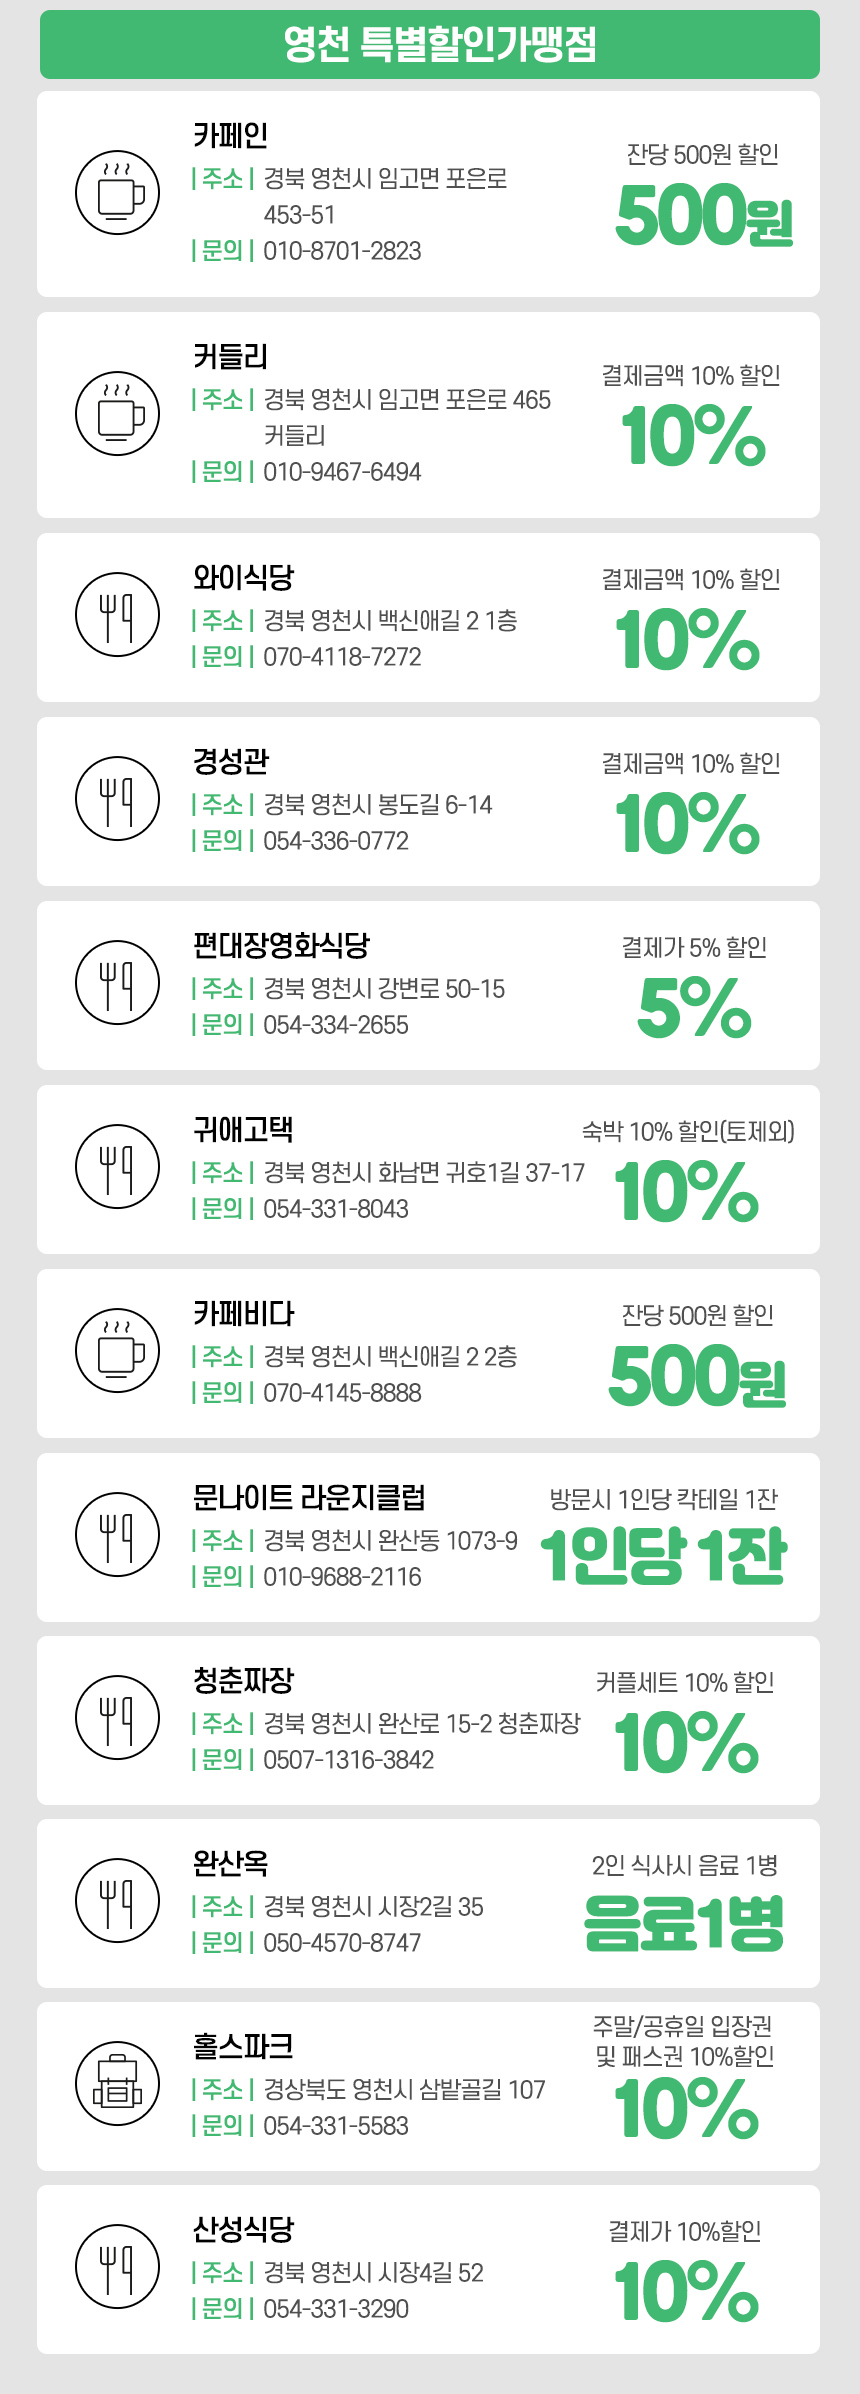 영천 특별할인가맹점
카페인
| 주소 | 경북 영천시 임고면 포은로
453-51
| 문의 | 010-8701-2823
잔당 500원 할인
500원
커들리
| 주소 | 경북 영천시 임고면 포은로 465
커들리
| 문의 | 010-9467-6494
결제금액 10% 할인
10%
와이식당
| 주소 | 경북 영천시 백신애길 2 1층
| 문의 | 070-4118-7272
결제금액 10% 할인
10%
경성관
| 주소 | 경북 영천시 봉도길 6-14
| 문의 | 054-336-0772
결제금액 10% 할인
10%
편대장영화식당
| 주소 | 경북 영천시 강변로 50-15
| 문의 | 054-334-2655
결제가 5% 할인
5%
귀애고택
| 주소 | 경북 영천시 화남면 귀호1길 37-17
| 문의 | 054-331-8043
숙박 10% 할인(토제외)
10%
카페비다
| 주소 | 경북 영천시 백신애길 2 2층
| 문의 | 070-4145-8888
잔당 500원 할인
500원
문나이트 라운지클럽
| 주소 | 경북 영천시 완산동 1073-9
| 문의 | 010-9688-2116
방문시 1인당 칵테일 1잔
1인당 1잔
청춘짜장
| 주소 | 경북 영천시 완산로 15-2 청춘짜장
| 문의 | 0507-1316-3842
커플세트 10% 할인
10%
완산옥
| 주소 | 경북 영천시 시장2길 35
| 문의 | 050-4570-8747
2인 식사시 음료 1병
음료1병
홀스파크
| 주소 | 경상북도 영천시 삼밭골길 107
| 문의 | 054-331-5583
주말/공휴일 입장권
및 패스권 10%할인
10%
산성식당
| 주소 | 경북 영천시 시장4길 52
| 문의 | 054-331-3290
결제가 10%할인
10%